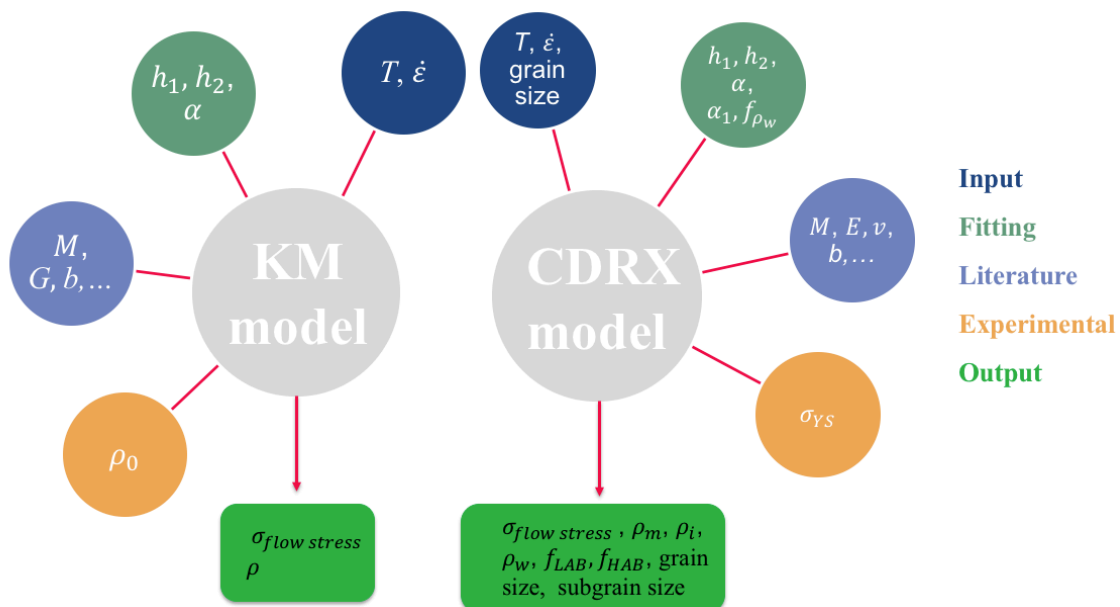 h₁, h₂,
α
T, ε̇
T, ε̇,
grain
size
h₁, h₂,
α,
α₁, f_ρw
M,
G, b,...
KM
model
CDRX
model
M, E, v,
b,...
Input
Fitting
Literature
Experimental
Output
ρ₀
σ_YS
σ_flow stress
ρ
σ_flow stress , ρ_m, ρ_i,
ρ_w, f_LAB, f_HAB, grain
size, subgrain size